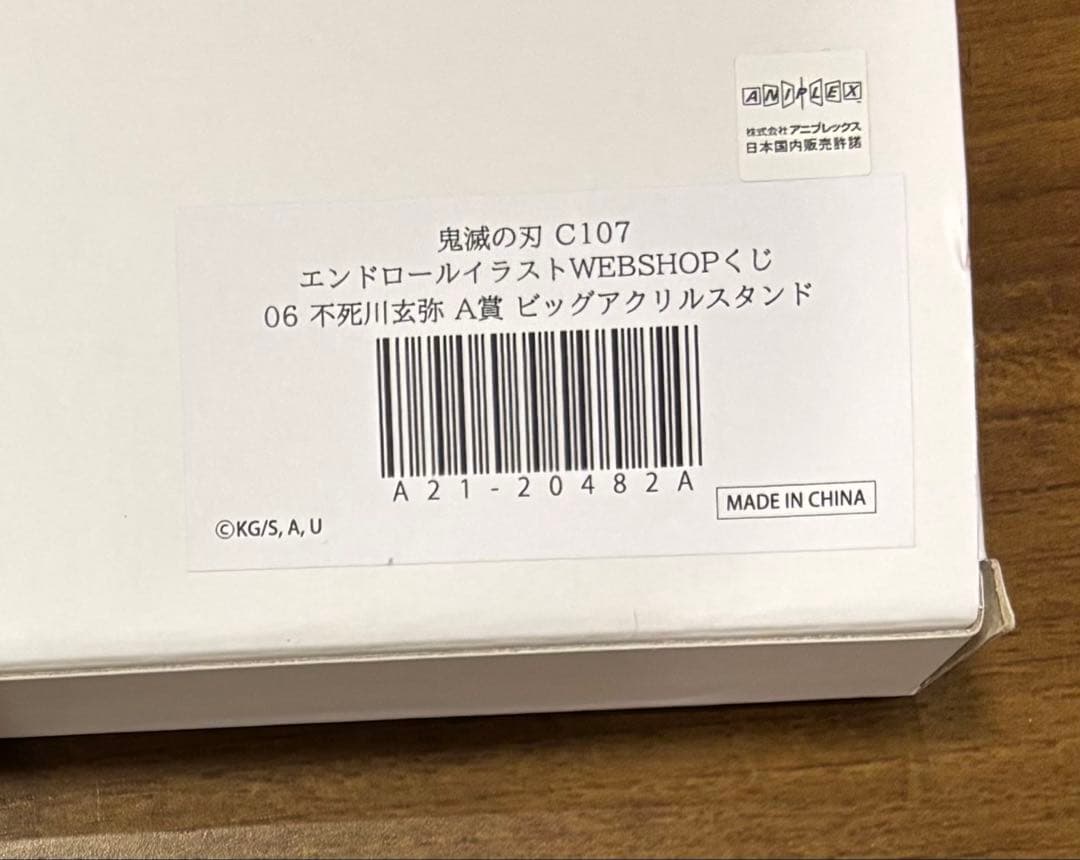 ANIPLEX
株式会社アニプレックス
日本国内販売許諾
鬼滅の刃 C107
エンドロールイラストWEBSHOPくじ
06 不死川玄弥 A賞 ビッグアクリルスタンド
A21-20482A
MADE IN CHINA
©KG/S, A, U